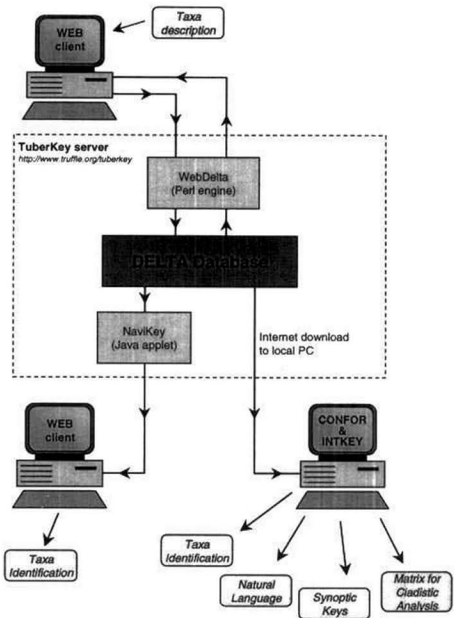 Taxa
description
WEB
client
TuberKey server
http://www.truffle.org/tuberkey
WebDelta
(Perl engine)
DELTA Database
NaviKey
(Java applet)
Internet download
to local PC
WEB
client
CONFOR
&
INTKEY
Taxa
Identification
Taxa
Identification
Natural
Language
Synoptic
Keys
Matrix for
Cladistic
Analysis